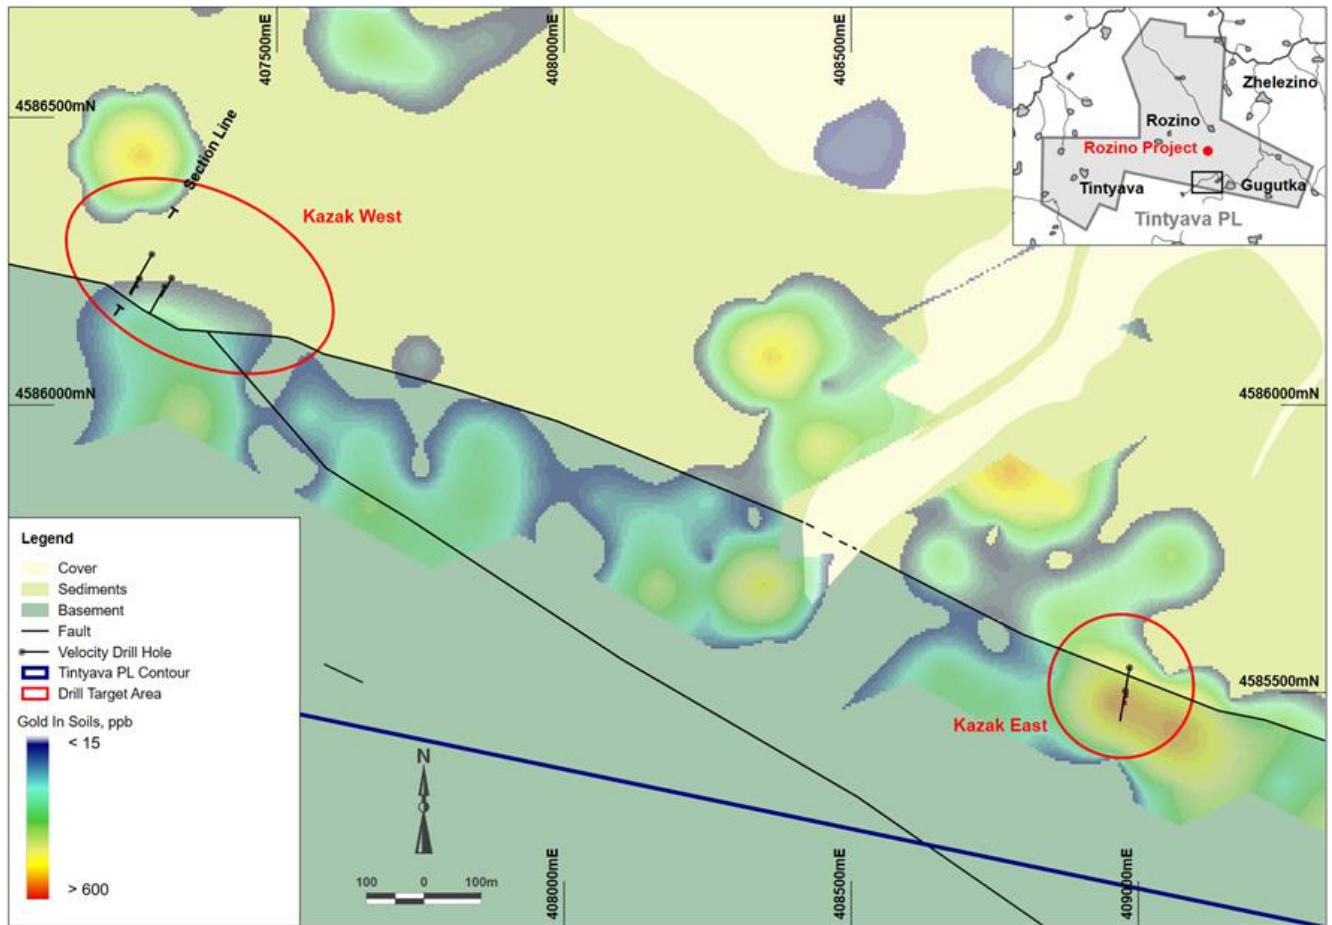 407500mE
408000mE
408500mE
4586500mN
Section Line
Kazak West
Zhelezino
Rozino
Rozino Project
Tintyava
Gugutka
Tintyava PL
4586000mN
4586000mN
4585500mN
Kazak East
Legend
Cover
Sediments
Basement
Fault
Velocity Drill Hole
Tintyava PL Contour
Drill Target Area
Gold In Soils, ppb
< 15
> 600
N
100 0 100m
408000mE
408500mE
409000mE